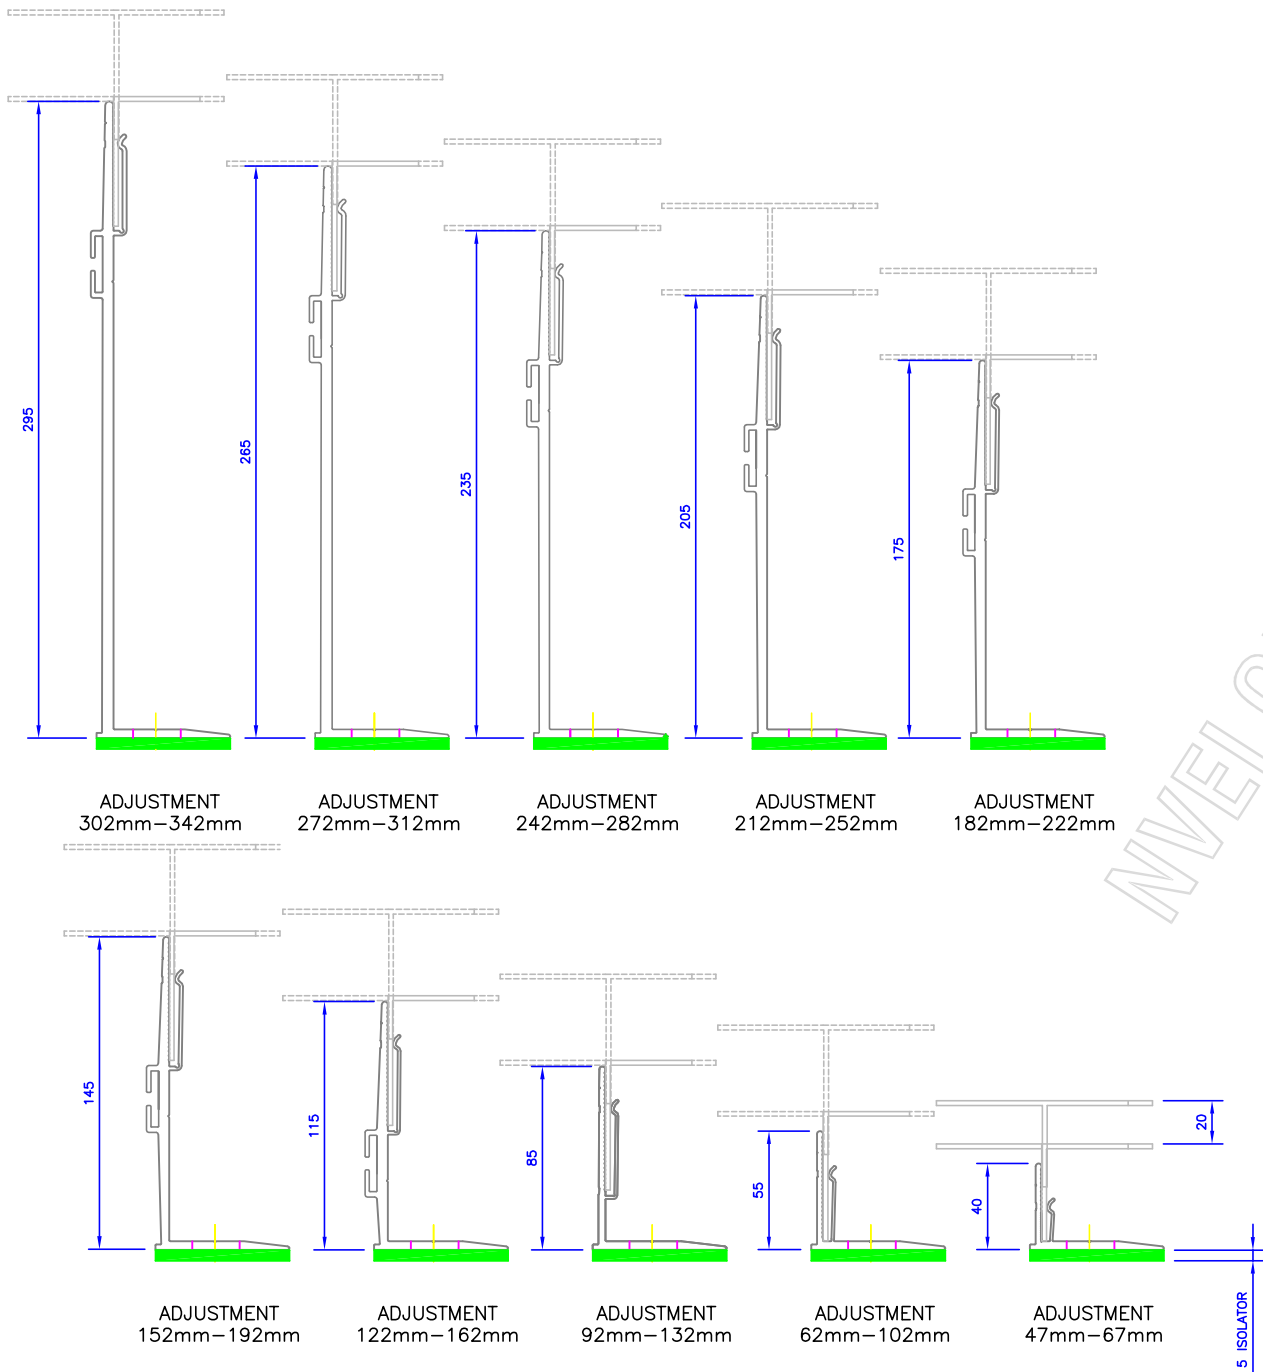 295
265
235
205
175
ADJUSTMENT
302mm-342mm
ADJUSTMENT
272mm-312mm
ADJUSTMENT
242mm-282mm
ADJUSTMENT
212mm-252mm
ADJUSTMENT
182mm-222mm
NVELO
145
115
85
55
40
20
5 ISOLATOR
ADJUSTMENT
152mm-192mm
ADJUSTMENT
122mm-162mm
ADJUSTMENT
92mm-132mm
ADJUSTMENT
62mm-102mm
ADJUSTMENT
47mm-67mm